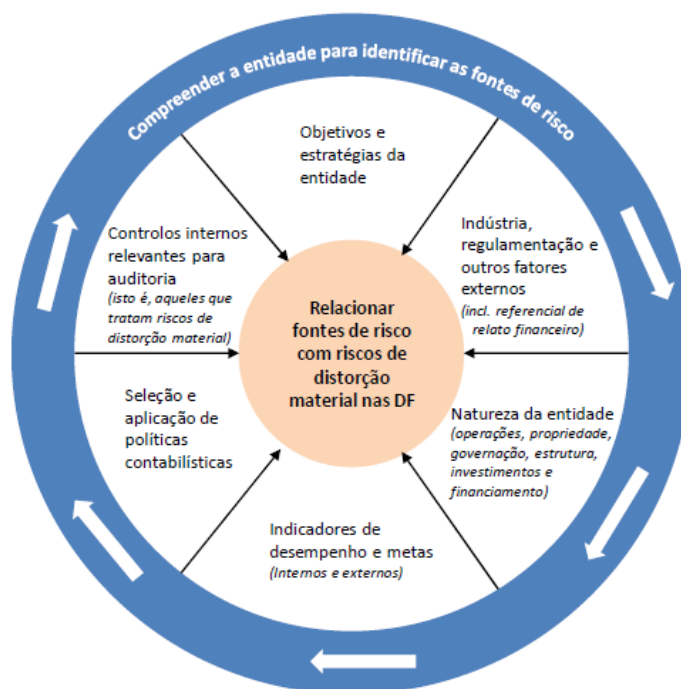 Compreender a entidade para identificar as fontes de risco
Objetivos e
estratégias da
entidade
Indústria,
regulamentação e
outros fatores
externos
(incl. referencial de
relato financeiro)
Natureza da entidade
(operações, propriedade,
governação, estrutura,
investimentos e
financiamento)
Indicadores de
desempenho e metas
(Internos e externos)
Seleção e
aplicação de
políticas
contabilísticas
Controlos internos
relevantes para
auditoria
(isto é, aqueles que
tratam riscos de
distorção material)
Relacionar
fontes de risco
com riscos de
distorção
material nas DF